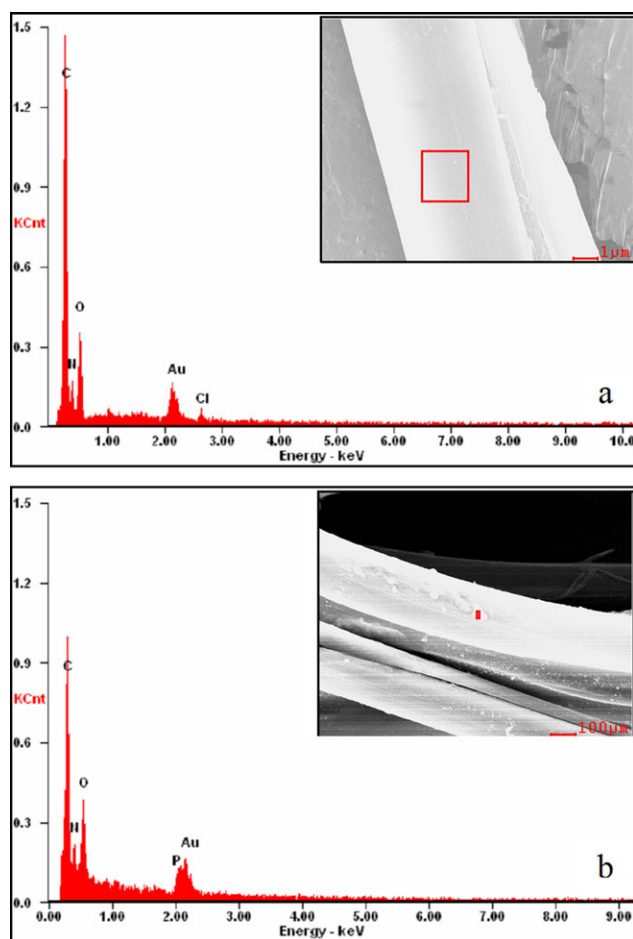 1.5
C
1.2
0.9
KCnt
0.6
O
0.3
N
Au
Cl
a
0.0
1.00 2.00 3.00 4.00 5.00 6.00 7.00 8.00 9.00 10.0
Energy - keV
1µm
1.5
1.2
0.9
C
KCnt
0.6
O
0.3
N
P
Au
b
0.0
0.00 1.00 2.00 3.00 4.00 5.00 6.00 7.00 8.00 9.00
Energy - keV
100µm